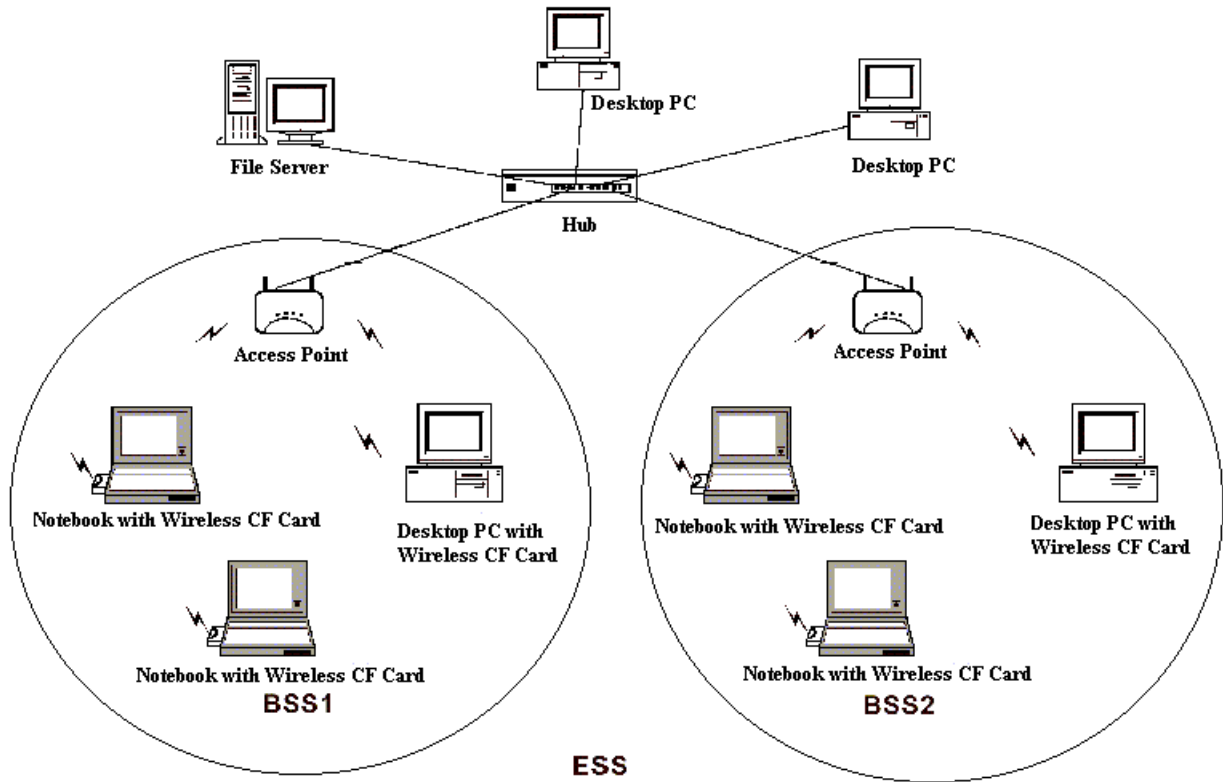 Desktop PC
File Server
Desktop PC
Hub
Access Point
Access Point
Notebook with Wireless CF Card
Desktop PC with
Wireless CF Card
Notebook with Wireless CF Card
Desktop PC with
Wireless CF Card
Notebook with Wireless CF Card
Notebook with Wireless CF Card
BSS1
BSS2
ESS